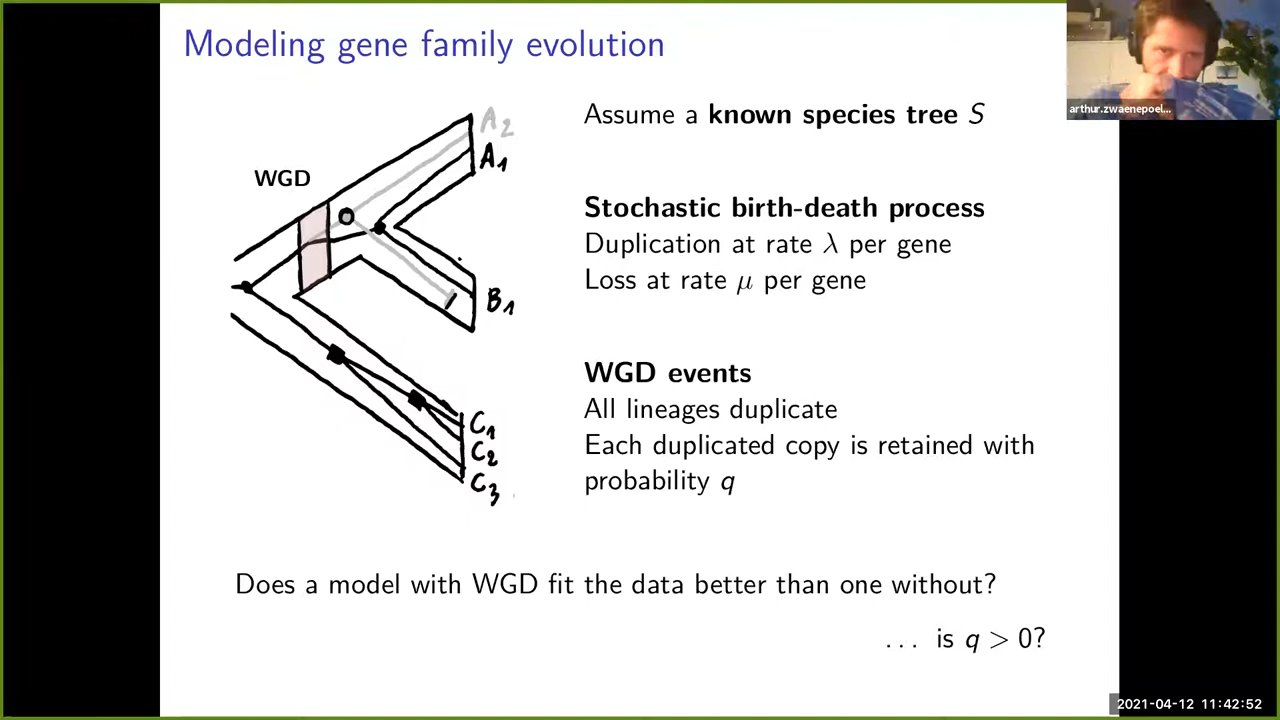 Modeling gene family evolution
arthur.zwaenepoel...
A2
Assume a known species tree S
A1
WGD
Stochastic birth-death process
Duplication at rate λ per gene
Loss at rate μ per gene
B1
WGD events
All lineages duplicate
C1
C2
Each duplicated copy is retained with
C3
probability q
Does a model with WGD fit the data better than one without?
... is q > 0?
2021-04-12 11:42:52